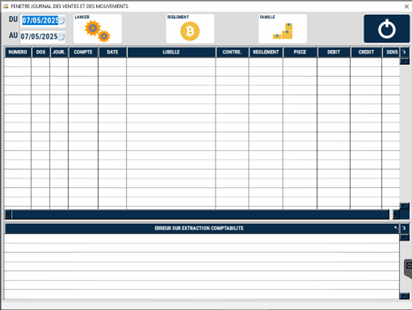 FENETRE JOURNAL DES VENTES ET DES MOUVEMENTS
DU 07/05/2025
AU 07/05/2025
LANCER
REGLEMENT
FAMILLE
NUMERO DOS JOUR. COMPTE DATE LIBELLE CONTRE. REGLEMENT PIECE DEBIT CREDIT SENS
ERREUR SUR EXTRACTION COMPTABILITE